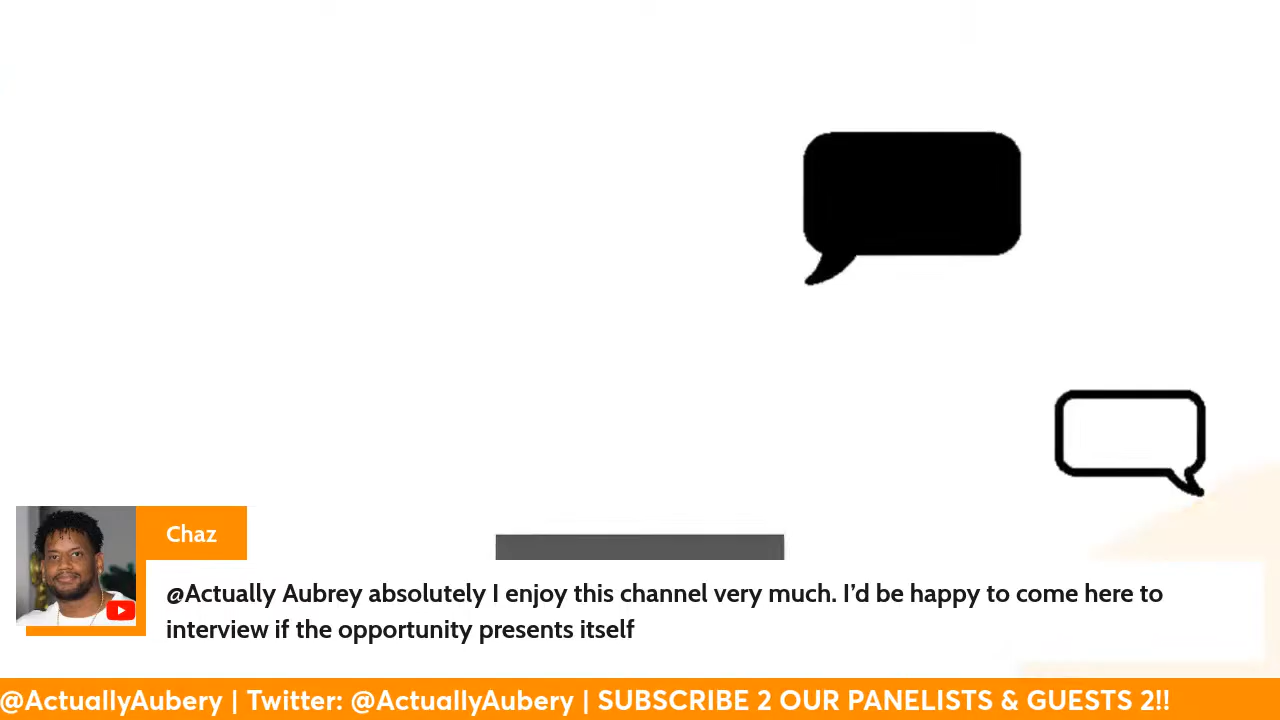 Chaz
@Actually Aubrey absolutely I enjoy this channel very much. I’d be happy to come here to
interview if the opportunity presents itself
@ActuallyAubery | Twitter: @ActuallyAubery | SUBSCRIBE 2 OUR PANELISTS & GUESTS 2!!